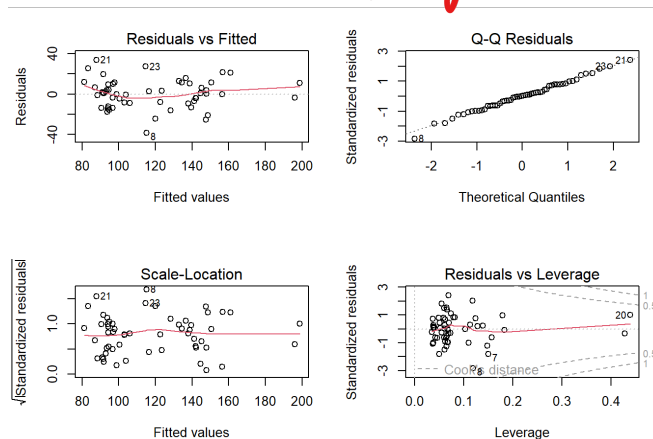 Residuals vs Fitted
Residuals
40
0
-40
21
23
8
80 100 120 140 160 180 200
Fitted values
Q-Q Residuals
Standardized residuals
3
1
-1
-3
23
21
8
-2 -1 0 1 2
Theoretical Quantiles
Scale-Location
√|Standardized residuals|
1.0
0.0
21
8
23
80 100 120 140 160 180 200
Fitted values
Residuals vs Leverage
Standardized residuals
3
1
-1
-3
20
7
8
Cook's distance
1
0.5
0.5
1
0.0 0.1 0.2 0.3 0.4
Leverage